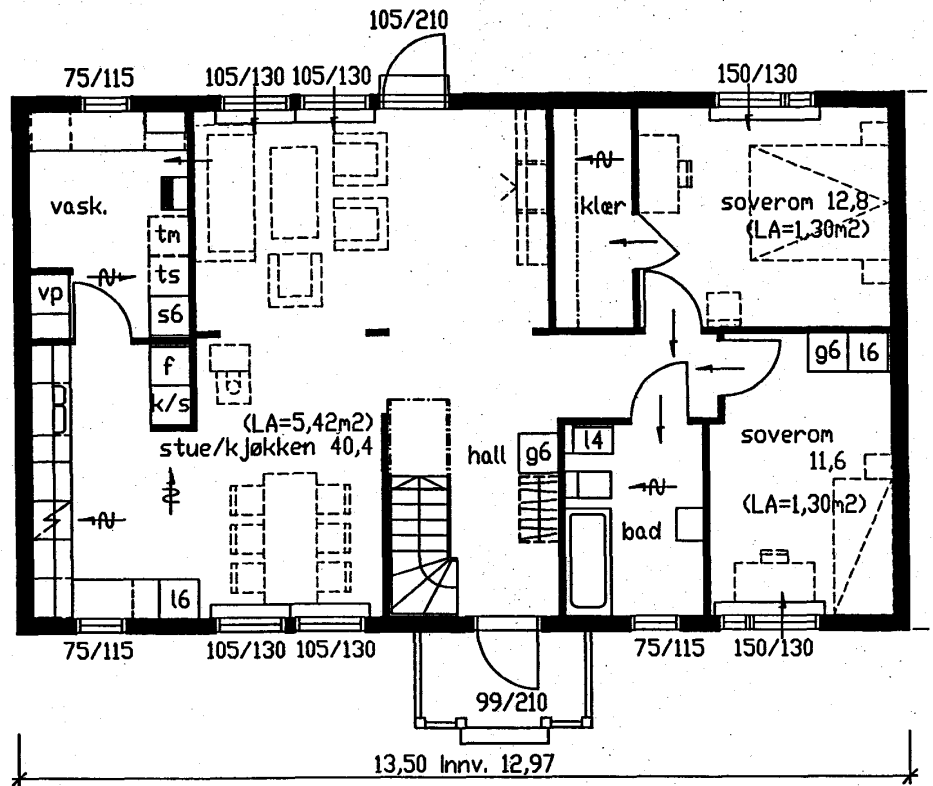 105/210
75/115
105/130 105/130
150/130
vask.
klær
soverom 12,8
(LA=1,30m2)
tm
ts
vp
s6
f
k/s
g6 l6
(LA=5,42m2)
stue/kjøkken 40,4
hall
g6
l4
soverom
11,6
(LA=1,30m2)
bad
l6
75/115
105/130 105/130
75/115
150/130
99/210
13,50 Innv. 12,97